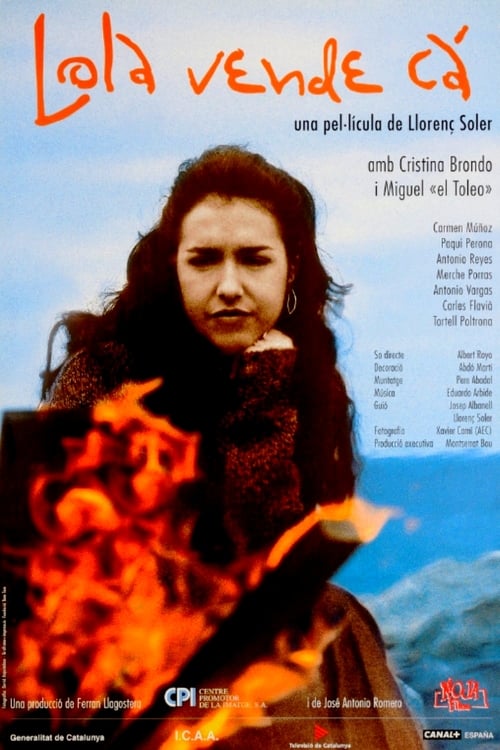 Lola vende cá
una pel·lícula de Llorenç Soler
amb Cristina Brondo
i Miguel «el Toleo»
Carmen Múñoz
Paqui Perona
Antonio Reyes
Merche Porras
Antonio Vargas
Carles Flavià
Tortell Poltrona
So directe Albert Royo
Decoració Abdó Martí
Muntatge Pere Abadal
Música Eduardo Arbide
Guió Josep Albanell
Llorenç Soler
Fotografia Xavier Camí (AEC)
Producció executiva Montserrat Bou
Una producció de Ferran Llagostera
CPI CENTRE
PROMOTOR
DE LA IMATGE, S.A.
i de José Antonio Romero
Generalitat de Catalunya
I.C.A.A.
Televisió de Catalunya
CANAL+ ESPAÑA